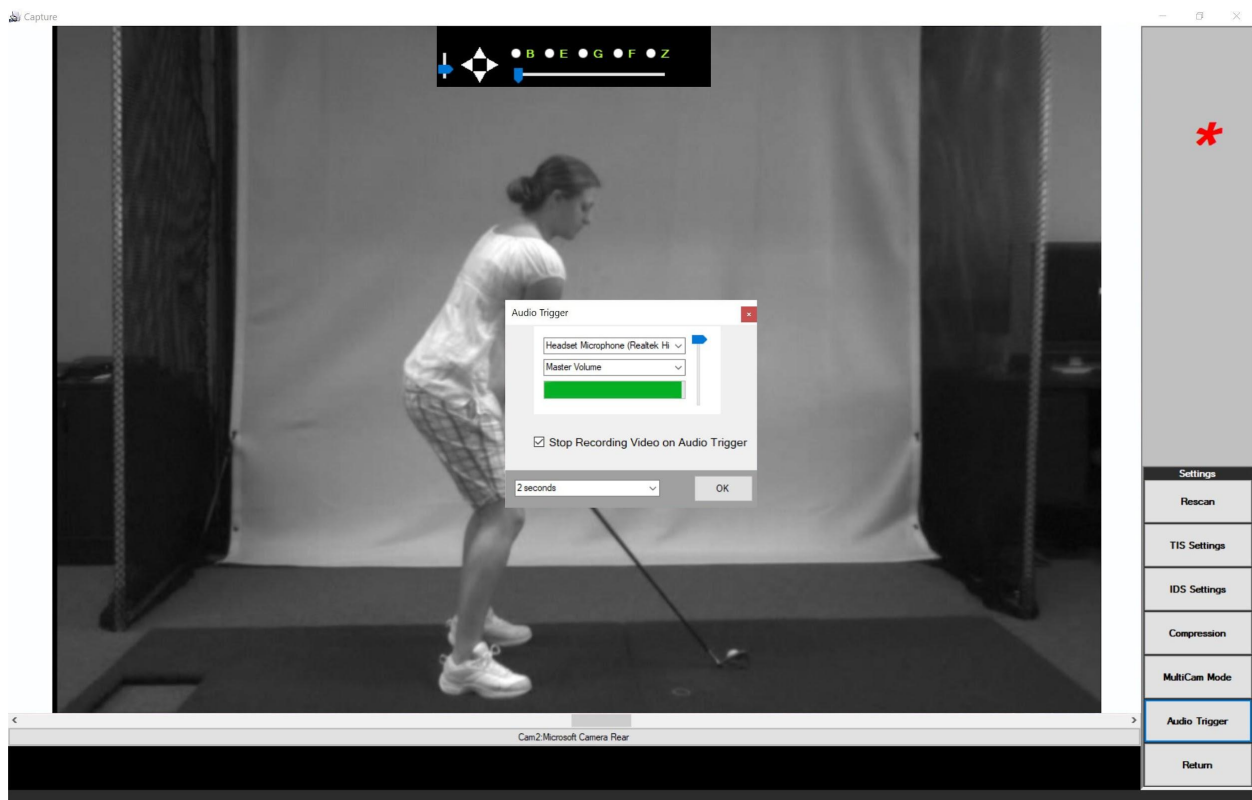 Capture
B E G F Z
*
Audio Trigger
Headset Microphone (Realtek Hi
Master Volume
Stop Recording Video on Audio Trigger
2 seconds
OK
Settings
Rescan
TIS Settings
IDS Settings
Compression
MultiCam Mode
Audio Trigger
Return
Cam2:Microsoft Camera Rear